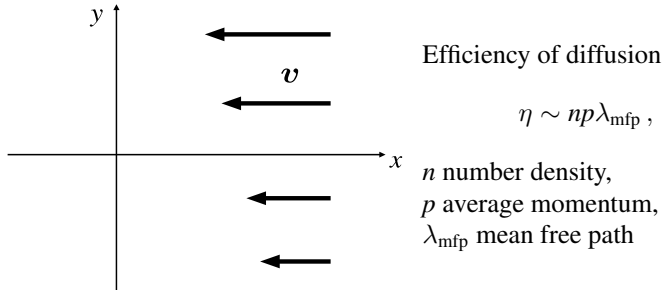 y
Efficiency of diffusion
v
η ∼ npλ_mfp ,
x
n number density,
p average momentum,
λ_mfp mean free path